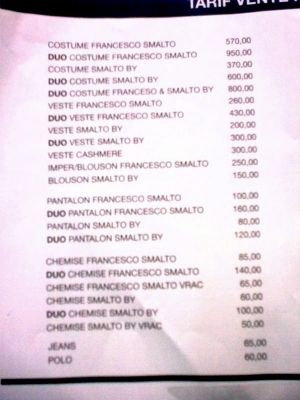 TARIF VENTE
COSTUME FRANCESCO SMALTO 570,00
DUO COSTUME FRANCESCO SMALTO 950,00
COSTUME SMALTO BY 370,00
DUO COSTUME SMALTO BY 600,00
DUO COSTUME FRANCESO & SMALTO BY 800,00
VESTE FRANCESCO SMALTO 260,00
DUO VESTE FRANCESCO SMALTO 430,00
VESTE SMALTO BY 200,00
DUO VESTE SMALTO BY 300,00
VESTE CASHMERE 300,00
IMPER/BLOUSON FRANCESCO SMALTO 250,00
BLOUSON SMALTO BY 150,00
PANTALON FRANCESCO SMALTO 100,00
DUO PANTALON FRANCESCO SMALTO 160,00
PANTALON SMALTO BY 80,00
DUO PANTALON SMALTO BY 120,00
CHEMISE FRANCESCO SMALTO 85,00
DUO CHEMISE FRANCESCO SMALTO 140,00
CHEMISE FRANCESCO SMALTO VRAC 65,00
CHEMISE SMALTO BY 60,00
DUO CHEMISE SMALTO BY 100,00
CHEMISE SMALTO BY VRAC 50,00
JEANS 65,00
POLO 60,00